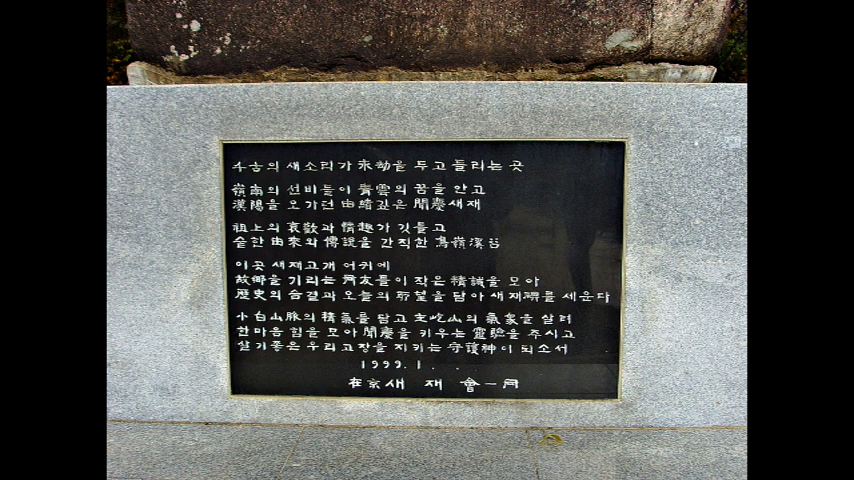 千古의 새소리가 永劫을 두고 들리는 곳
嶺南의 선비들이 靑雲의 꿈을 안고
漢陽을 오가던 由緖깊은 聞慶새재
祖上의 哀歡과 情趣가 깃들고
숱한 由來와 傳說을 간직한 鳥嶺溪谷
이곳 새재고개 어귀에
故鄕을 기리는 會友들이 작은 精誠을 모아
歷史의 숨결과 오늘의 所望을 담아 새재碑를 세운다
小白山脈의 精氣를 담고 主屹山의 氣象을 살려
한마음 힘을 모아 聞慶을 키우는 靈驗을 주시고
살기좋은 우리고장을 지키는 守護神이 되소서
1999. 1. .
在京새 재 會一同